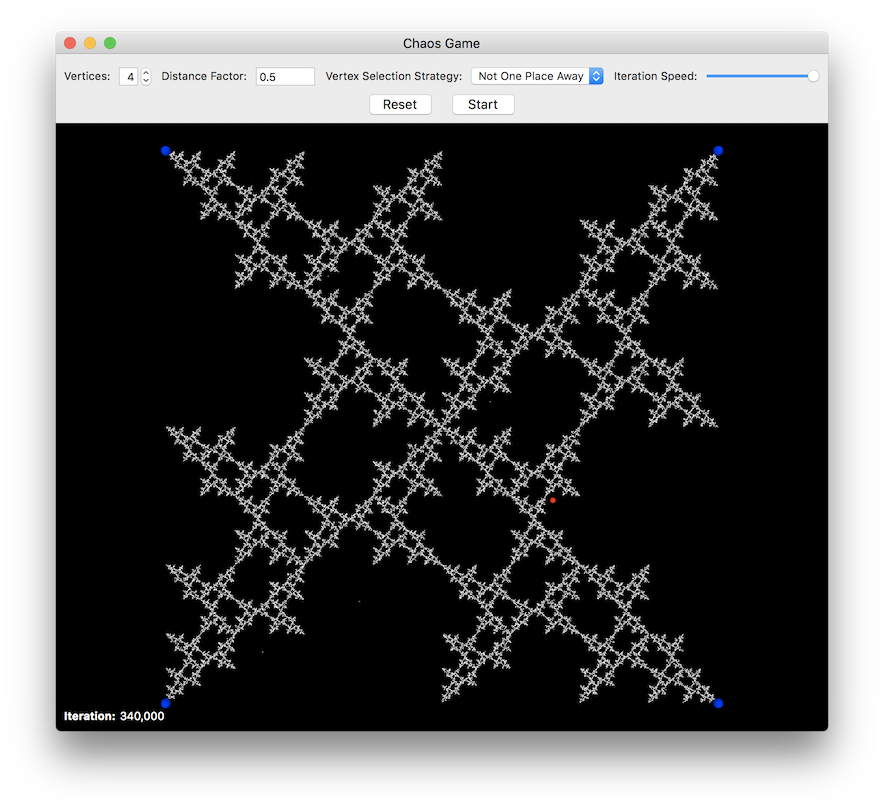 Chaos Game
Vertices: 4 Distance Factor: 0.5 Vertex Selection Strategy: Not One Place Away Iteration Speed:
Reset Start
Iteration: 340,000